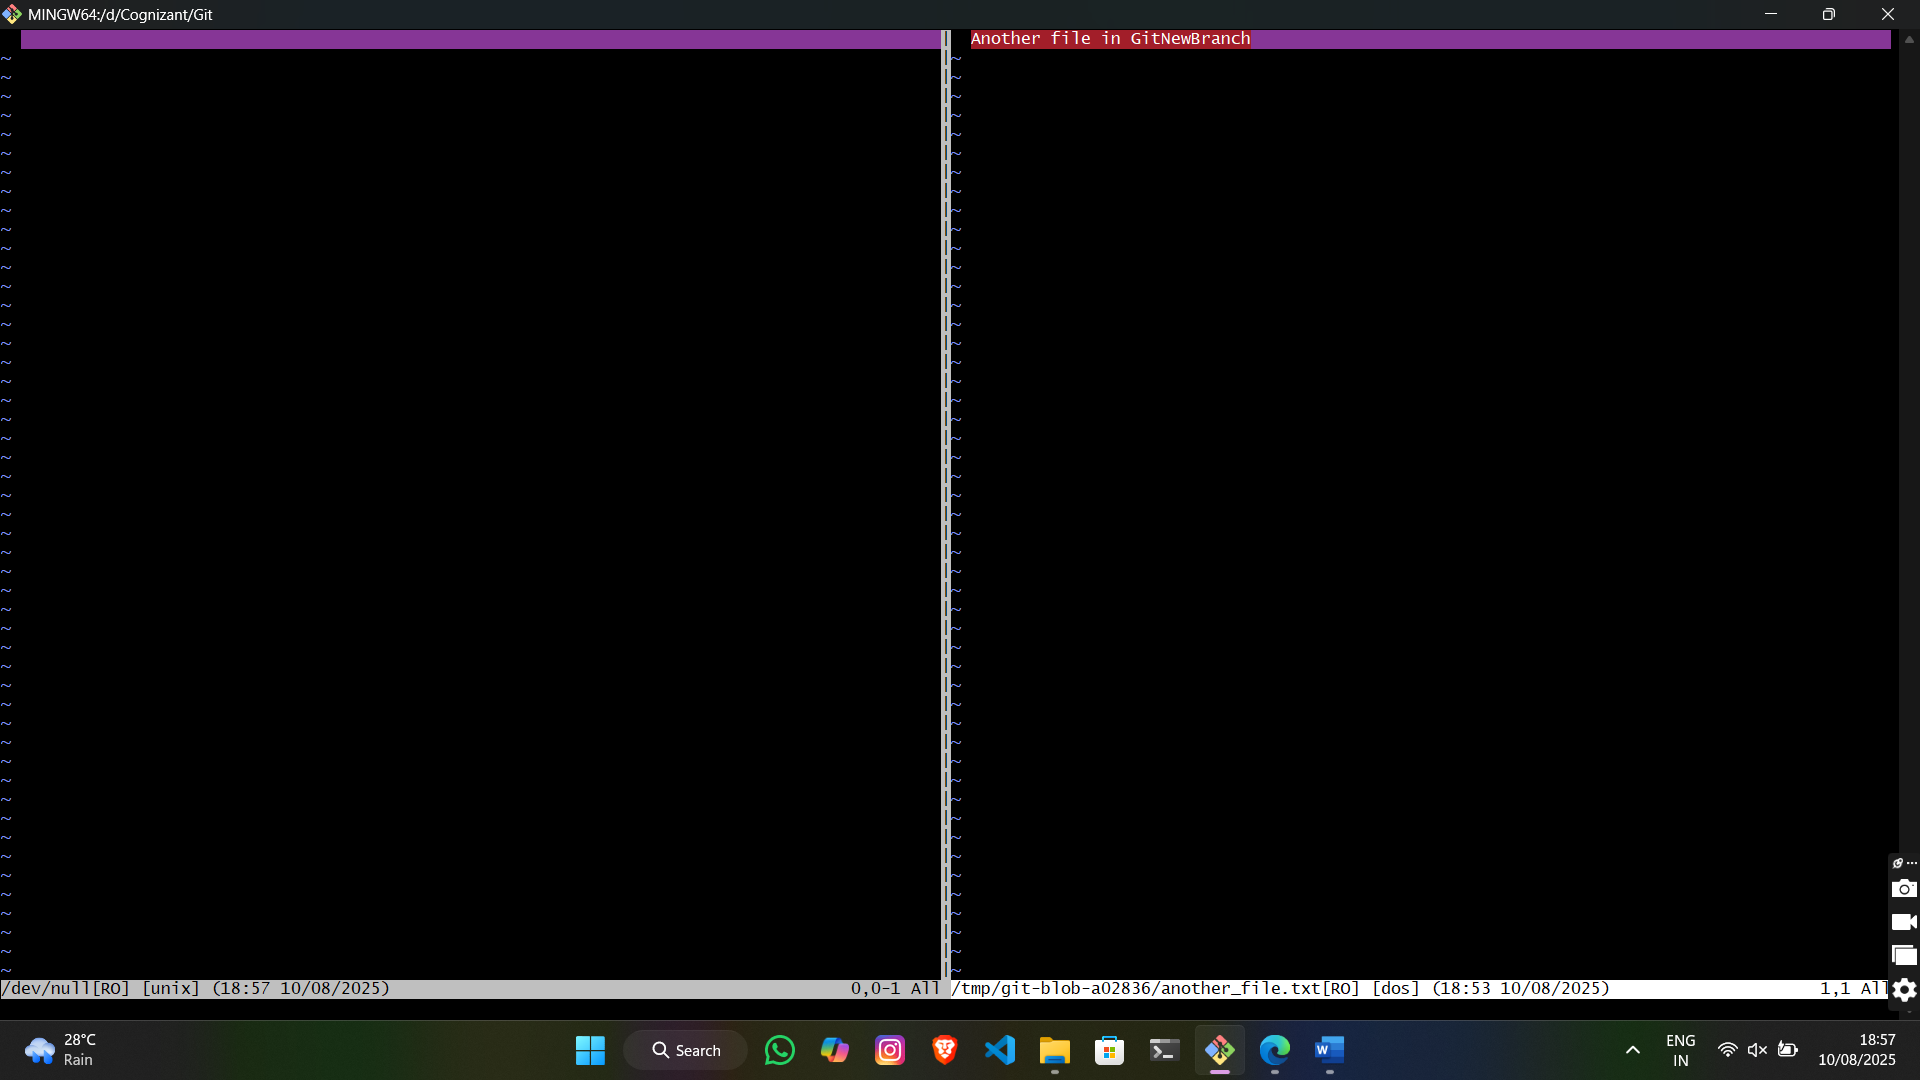 MINGW64:/d/Cognizant/Git
Another file in GitNewBranch
/dev/null[RO] [unix] (18:57 10/08/2025) 0,0-1 All
/tmp/git-blob-a02836/another_file.txt[RO] [dos] (18:53 10/08/2025) 1,1 All
28°C
Rain
Search
ENG
IN
18:57
10/08/2025